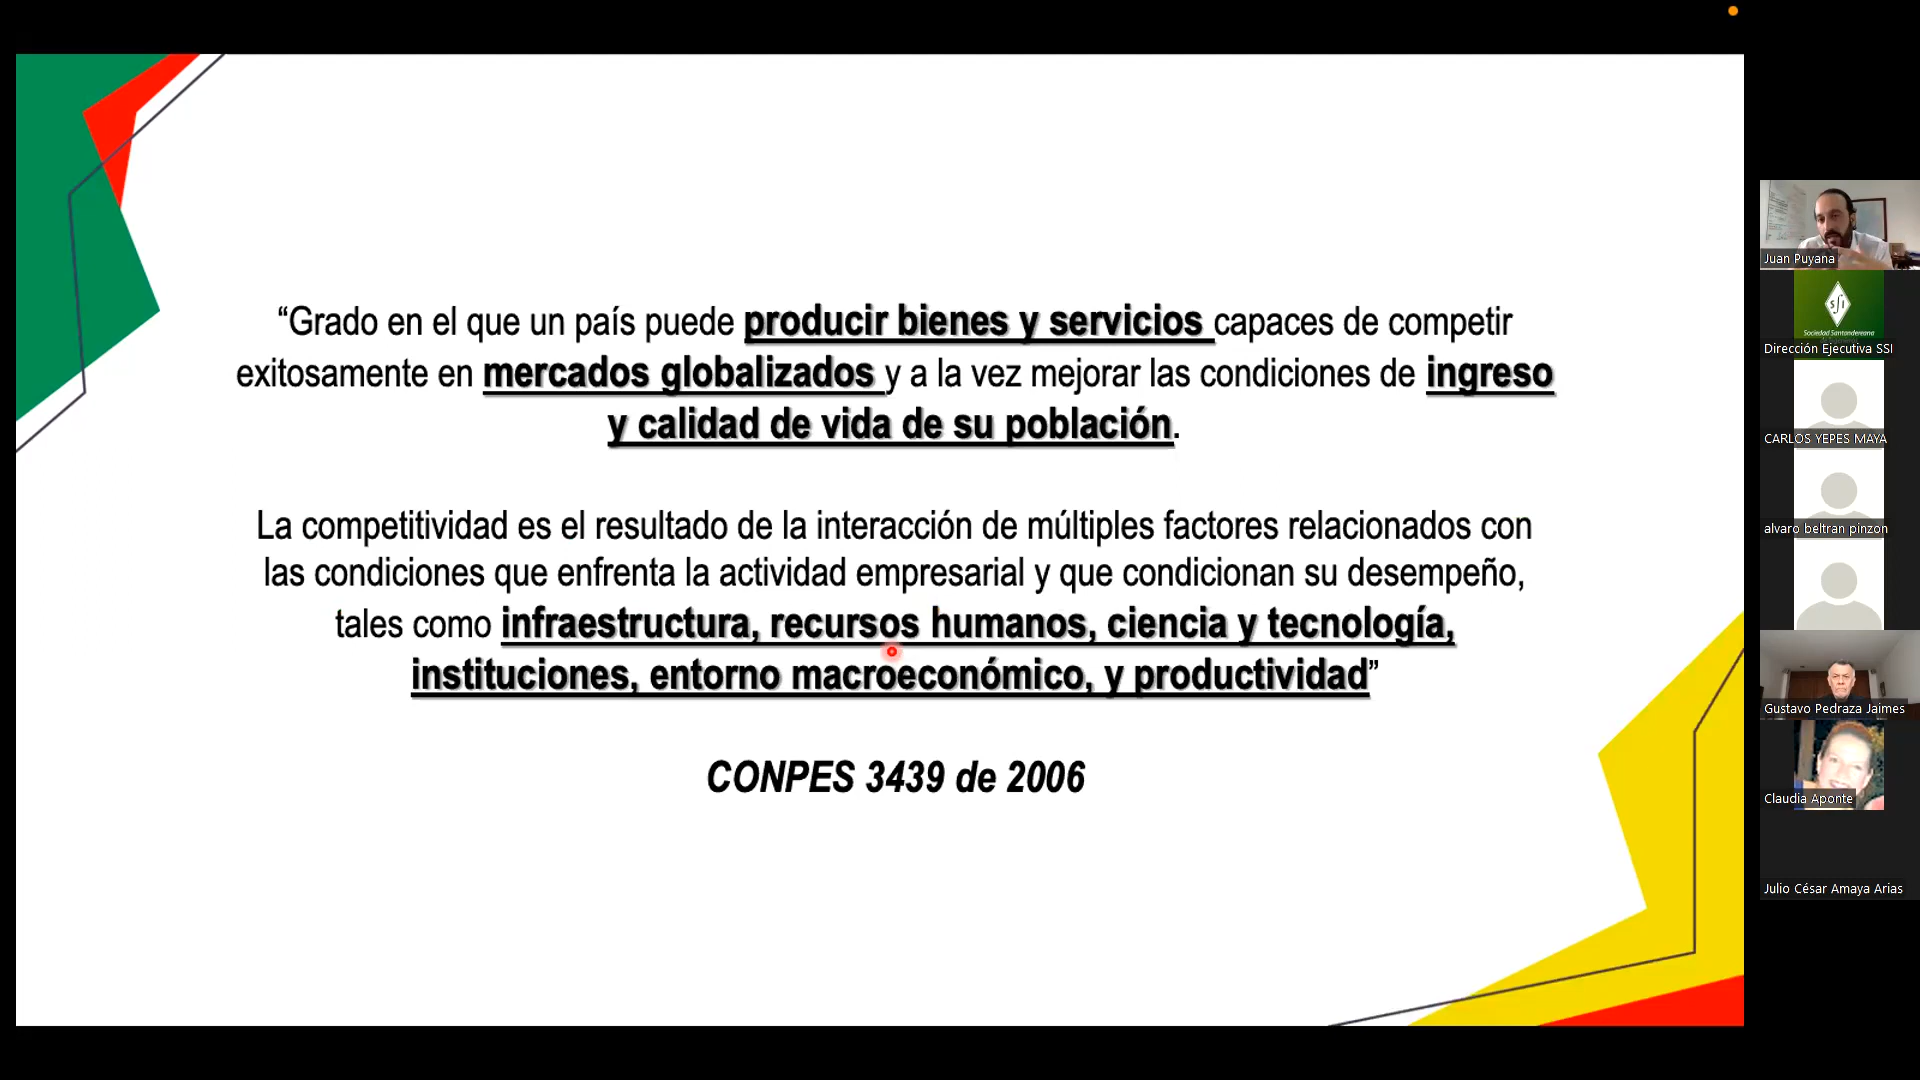 “Grado en el que un país puede producir bienes y servicios capaces de competir
exitosamente en mercados globalizados y a la vez mejorar las condiciones de ingreso
y calidad de vida de su población.
La competitividad es el resultado de la interacción de múltiples factores relacionados con
las condiciones que enfrenta la actividad empresarial y que condicionan su desempeño,
tales como infraestructura, recursos humanos, ciencia y tecnología,
instituciones, entorno macroeconómico, y productividad”
CONPES 3439 de 2006
Juan Puyana
SSI
Sociedad Santandereana
Dirección Ejecutiva SSI
CARLOS YEPES MAYA
alvaro beltran pinzon
Gustavo Pedraza Jaimes
Claudia Aponte
Julio César Amaya Arias